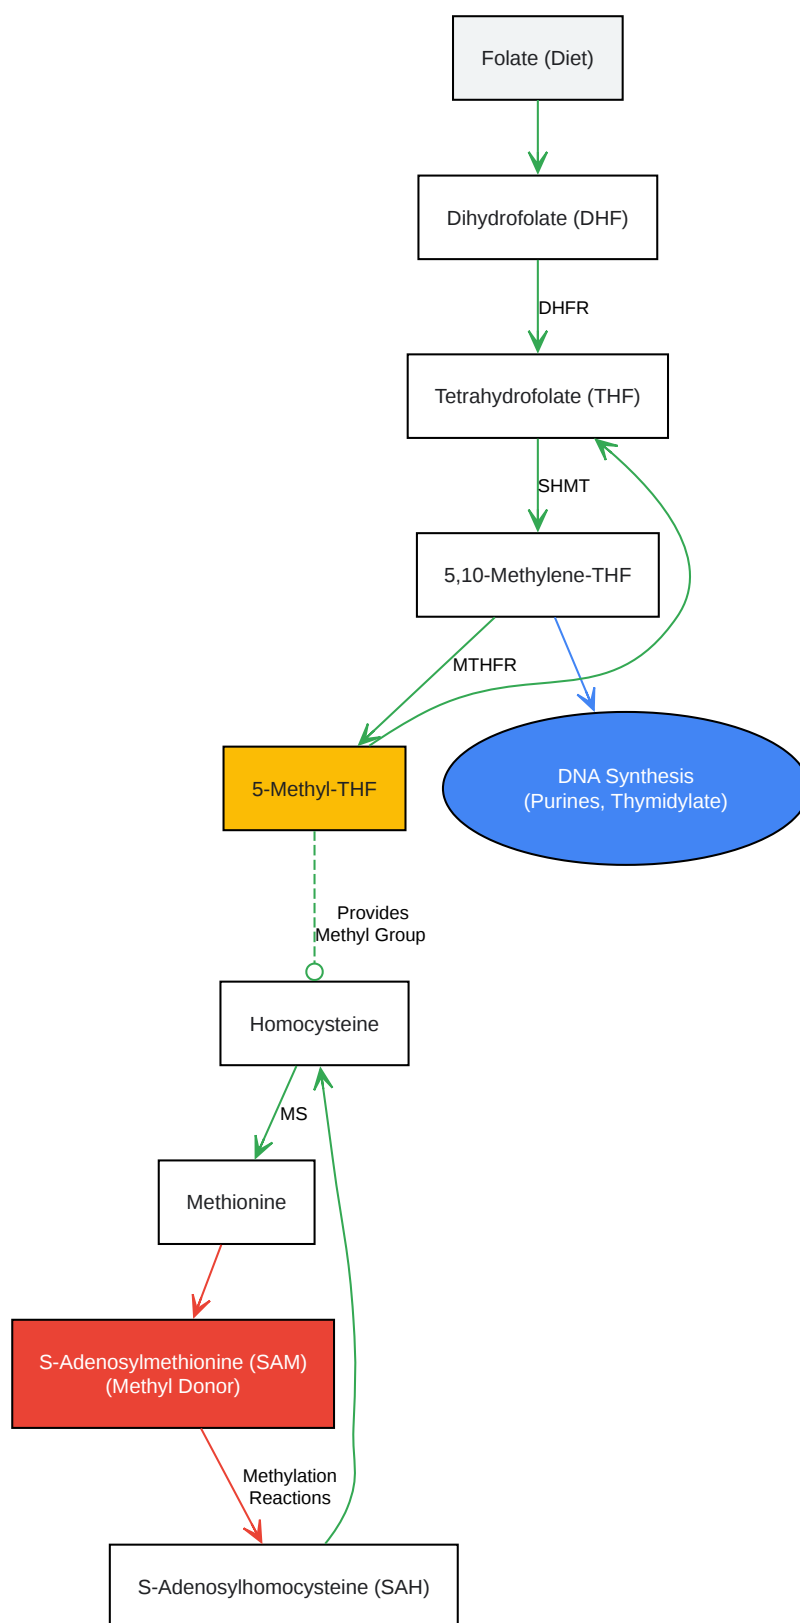 Folate (Diet)
Dihydrofolate (DHF)
DHFR
Tetrahydrofolate (THF)
SHMT
5,10-Methylene-THF
MTHFR
5-Methyl-THF
DNA Synthesis
(Purines, Thymidylate)
Provides
Methyl Group
Homocysteine
MS
Methionine
S-Adenosylmethionine (SAM)
(Methyl Donor)
Methylation
Reactions
S-Adenosylhomocysteine (SAH)